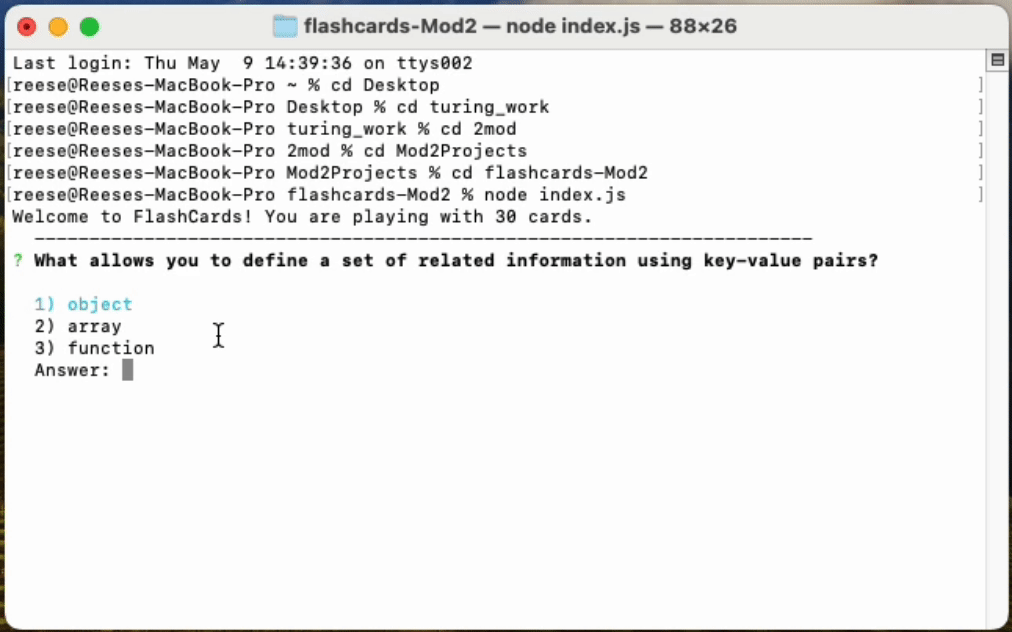 flashcards-Mod2 — node index.js — 88×26
Last login: Thu May  9 14:39:36 on ttys002
[reese@Reeses-MacBook-Pro ~ % cd Desktop ]
[reese@Reeses-MacBook-Pro Desktop % cd turing_work ]
[reese@Reeses-MacBook-Pro turing_work % cd 2mod ]
[reese@Reeses-MacBook-Pro 2mod % cd Mod2Projects ]
[reese@Reeses-MacBook-Pro Mod2Projects % cd flashcards-Mod2 ]
[reese@Reeses-MacBook-Pro flashcards-Mod2 % node index.js ]
Welcome to FlashCards! You are playing with 30 cards.
-----------------------------------------------------------------------
? What allows you to define a set of related information using key-value pairs?
1) object
2) array
3) function
Answer: